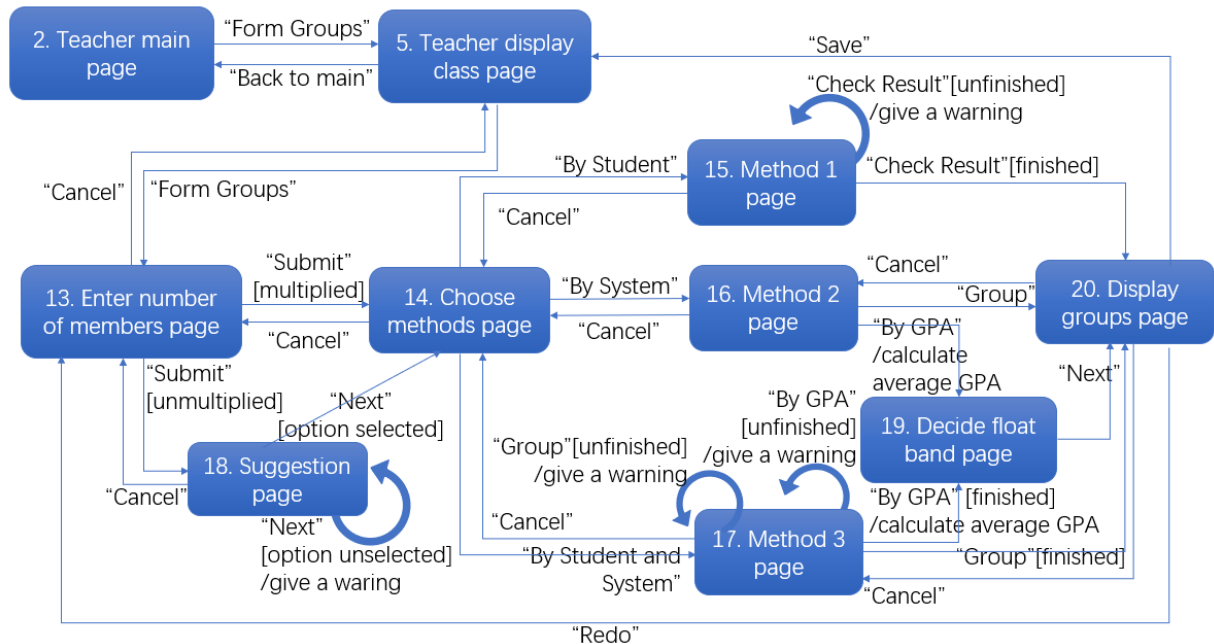 “Form Groups”
2. Teacher main
page
5. Teacher display
class page
“Back to main”
“Save”
“Check Result”[unfinished]
/give a warning
“By Student”
15. Method 1
page
“Check Result”[finished]
“Cancel”
“Form Groups”
“Cancel”
“Submit”
[multiplied]
13. Enter number
of members page
14. Choose
methods page
“By System”
16. Method 2
page
“Cancel”
“Group”
20. Display
groups page
“Cancel”
“Cancel”
“By GPA”
/calculate
average GPA
“Next”
“Submit”
[unmultiplied]
“Next”
[option selected]
“By GPA”
[unfinished]
/give a warning
19. Decide float
band page
“Group”[unfinished]
/give a warning
18. Suggestion
page
“Cancel”
“Next”
[option unselected]
/give a waring
“Cancel”
“By GPA” [finished]
/calculate average GPA
17. Method 3
page
“By Student and
System”
“Group”[finished]
“Cancel”
“Redo”